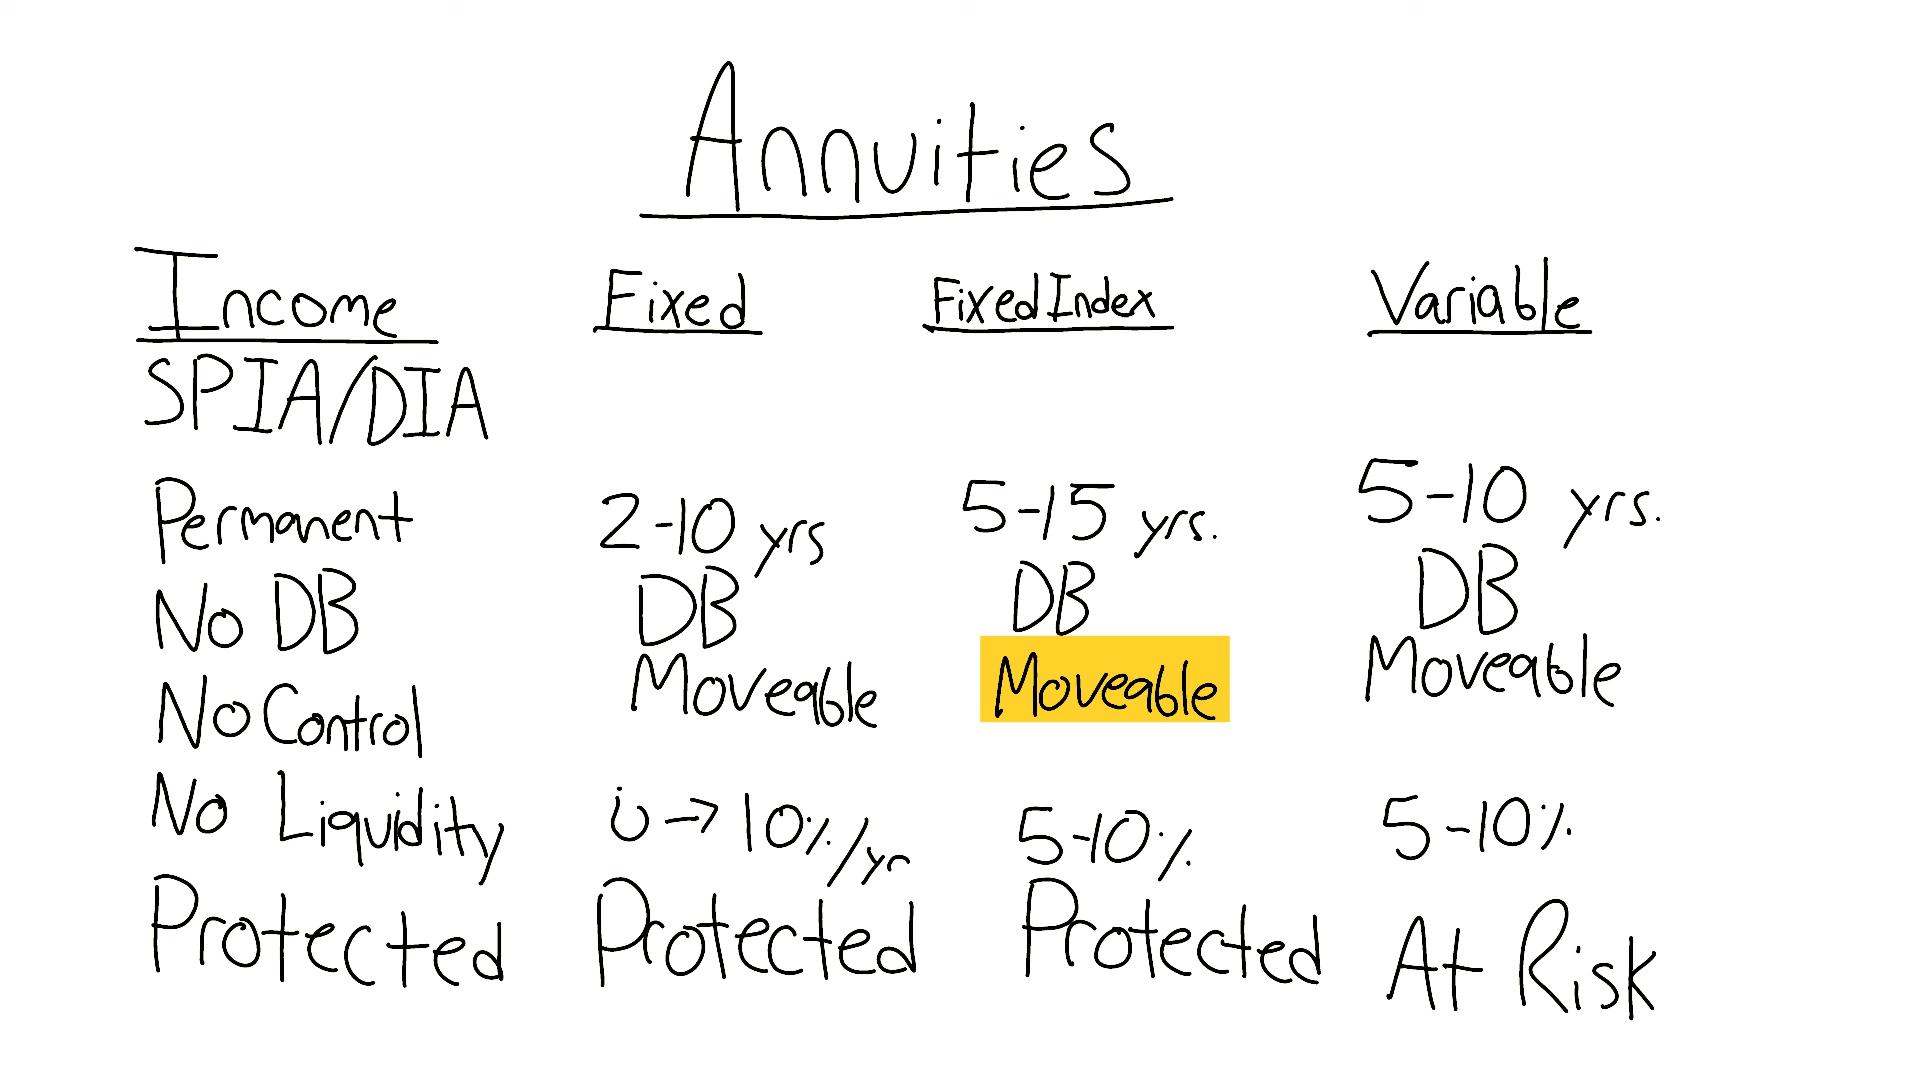 Annuities
Income
SPIA/DIA
Permanent
No DB
No Control
No Liquidity
Protected
Fixed
2-10 yrs
DB
Moveable
i → 10%/yr
Protected
Fixed Index
5-15 yrs.
DB
Moveable
5-10%
Protected
Variable
5-10 yrs.
DB
Moveable
5-10%
At Risk